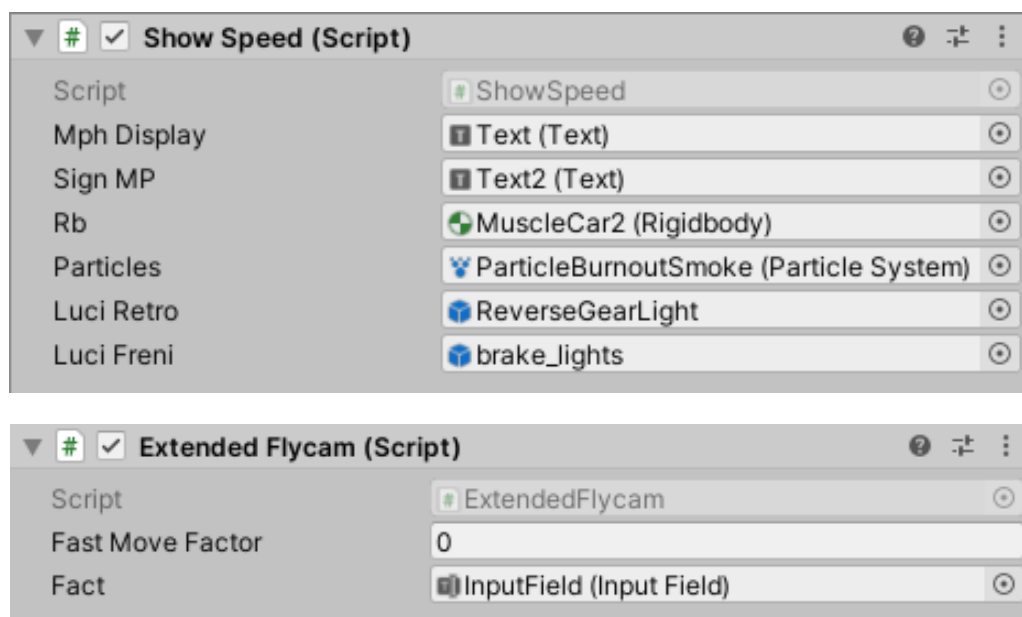 Show Speed (Script)
Script ShowSpeed
Mph Display Text (Text)
Sign MP Text2 (Text)
Rb MuscleCar2 (Rigidbody)
Particles ParticleBurnoutSmoke (Particle System)
Luci Retro ReverseGearLight
Luci Freni brake_lights
Extended Flycam (Script)
Script ExtendedFlycam
Fast Move Factor 0
Fact InputField (Input Field)